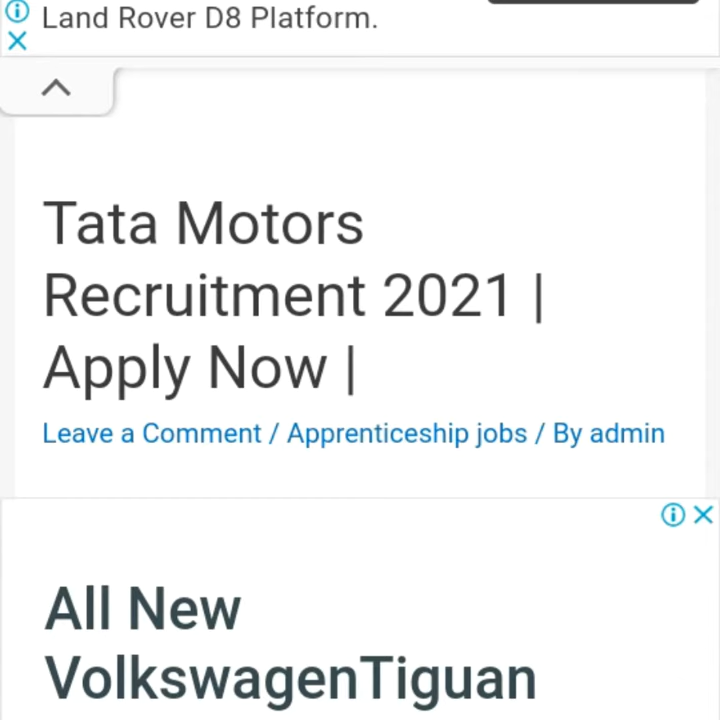 Land Rover D8 Platform.
Tata Motors
Recruitment 2021 |
Apply Now |
Leave a Comment / Apprenticeship jobs / By admin
All New
VolkswagenTiguan